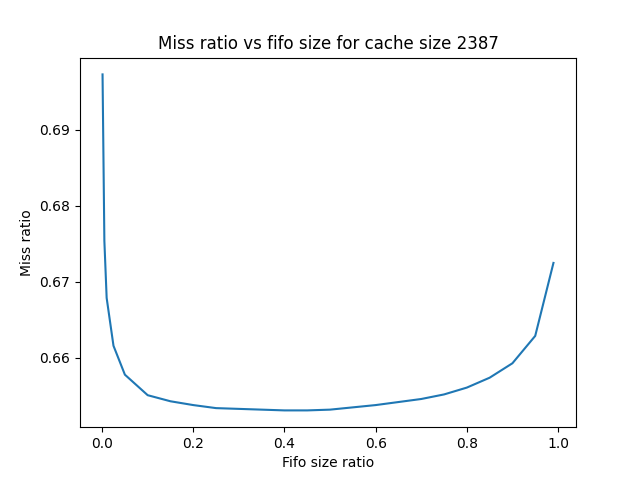 Miss ratio vs fifo size for cache size 2387
Miss ratio
0.69
0.68
0.67
0.66
0.0 0.2 0.4 0.6 0.8 1.0
Fifo size ratio